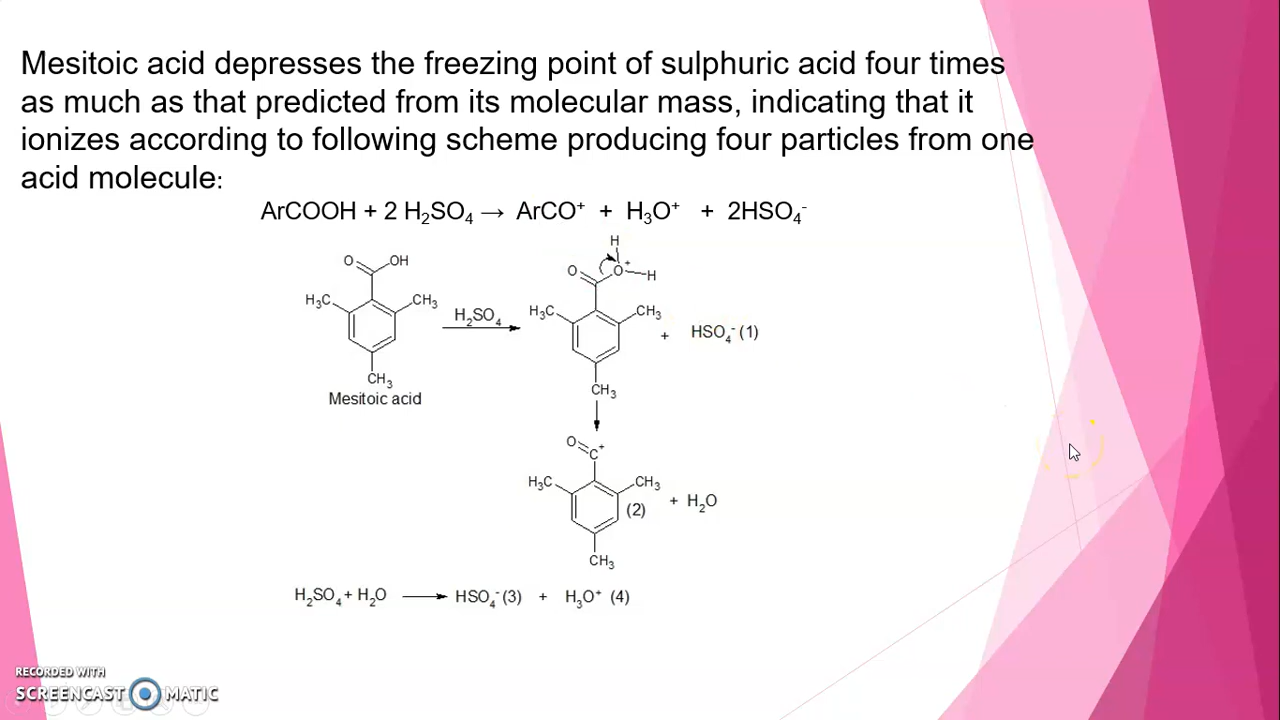 Mesitoic acid depresses the freezing point of sulphuric acid four times
as much as that predicted from its molecular mass, indicating that it
ionizes according to following scheme producing four particles from one
acid molecule:
ArCOOH + 2 H₂SO₄ → ArCO⁺ + H₃O⁺ + 2HSO₄⁻
H
O OH O O⁺ H
H₃C CH₃ H₂SO₄ H₃C CH₃
+ HSO₄⁻ (1)
CH₃ CH₃
Mesitoic acid
O C⁺
H₃C CH₃
(2) + H₂O
CH₃
H₂SO₄ + H₂O → HSO₄⁻ (3) + H₃O⁺ (4)
RECORDED WITH
SCREENCAST MATIC